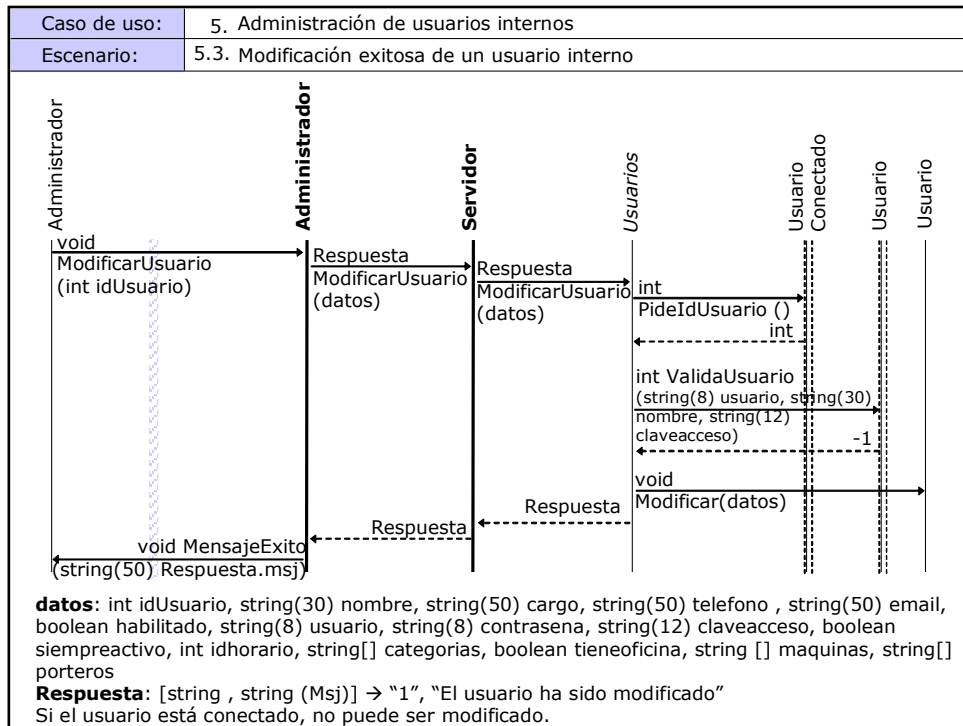 Caso de uso: 5. Administración de usuarios internos
Escenario: 5.3. Modificación exitosa de un usuario interno
Administrador
Administrador
Servidor
Usuarios
Usuario
Conectado
Usuario
Usuario
void
ModificarUsuario
(int idUsuario)
Respuesta
ModificarUsuario
(datos)
Respuesta
ModificarUsuario
(datos)
int
PideIdUsuario ()
int
int ValidaUsuario
(string(8) usuario, string(30)
nombre, string(12)
claveacceso)
-1
void
Modificar(datos)
Respuesta
Respuesta
void MensajeExito
(string(50) Respuesta.msj)
datos: int idUsuario, string(30) nombre, string(50) cargo, string(50) telefono , string(50) email,
boolean habilitado, string(8) usuario, string(8) contrasena, string(12) claveacceso, boolean
siempreactivo, int idhorario, string[] categorias, boolean tieneoficina, string [] maquinas, string[]
porteros
Respuesta: [string , string (Msj)] → “1”, “El usuario ha sido modificado”
Si el usuario está conectado, no puede ser modificado.